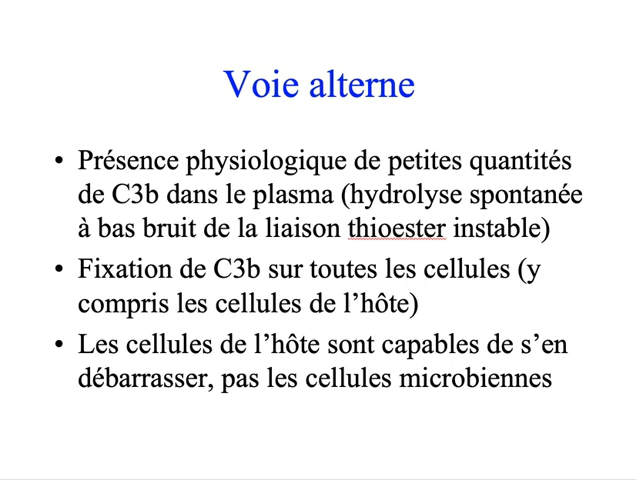 Voie alterne
• Présence physiologique de petites quantités
de C3b dans le plasma (hydrolyse spontanée
à bas bruit de la liaison thioester instable)
• Fixation de C3b sur toutes les cellules (y
compris les cellules de l’hôte)
• Les cellules de l’hôte sont capables de s’en
débarrasser, pas les cellules microbiennes